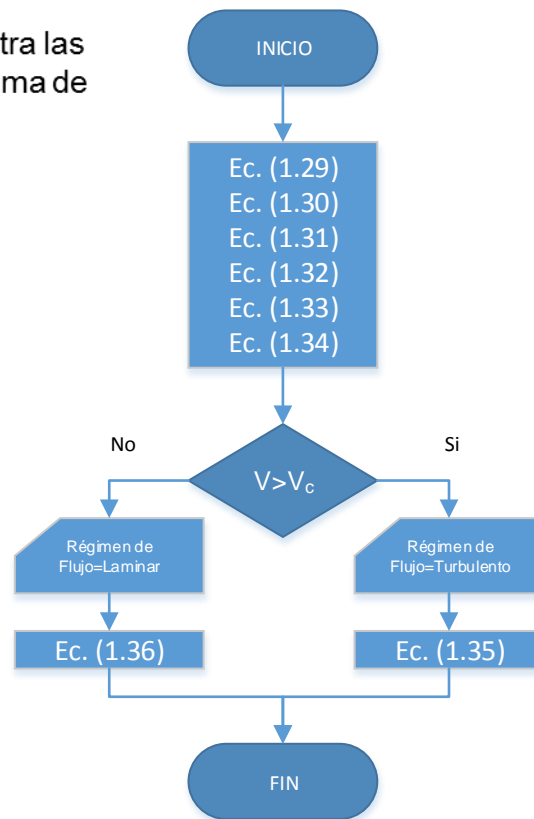 tra las
ma de
INICIO
Ec. (1.29)
Ec. (1.30)
Ec. (1.31)
Ec. (1.32)
Ec. (1.33)
Ec. (1.34)
No
Si
V>Vc
Régimen de
Flujo=Laminar
Régimen de
Flujo=Turbulento
Ec. (1.36)
Ec. (1.35)
FIN